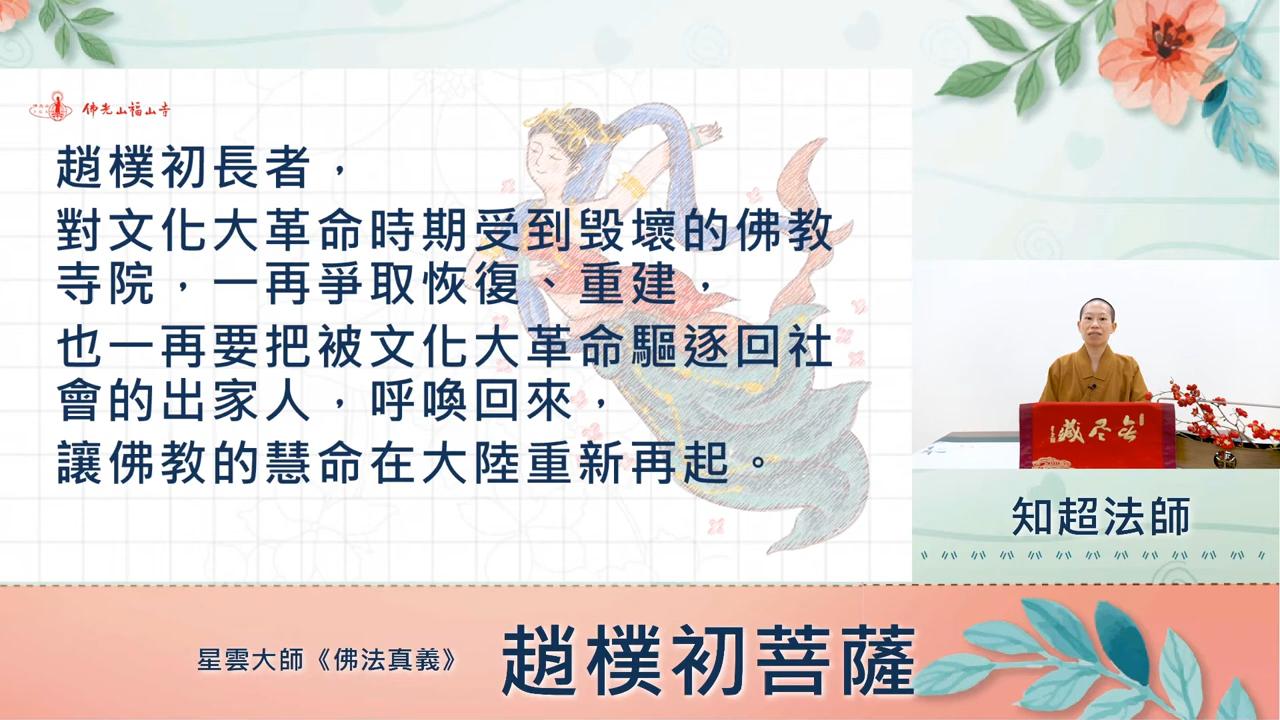 佛光山福山寺
趙樸初長者，
對文化大革命時期受到毀壞的佛教
寺院，一再爭取恢復、重建，
也一再要把被文化大革命驅逐回社
會的出家人，呼喚回來，
讓佛教的慧命在大陸重新再起。
無尽藏
知超法師
星雲大師《佛法真義》
趙樸初菩薩